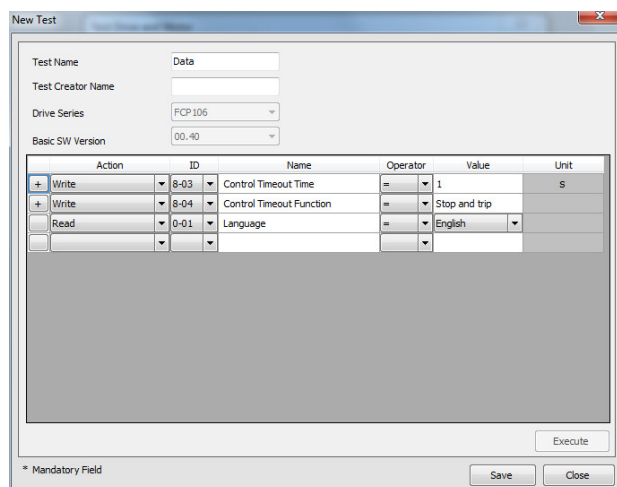 New Test
Test Name Data
Test Creator Name
Drive Series FCP106
Basic SW Version 00.40
Action ID Name Operator Value Unit
+ Write 8-03 Control Timeout Time = 1 s
+ Write 8-04 Control Timeout Function = Stop and trip
Read 0-01 Language = English
Execute
* Mandatory Field
Save Close